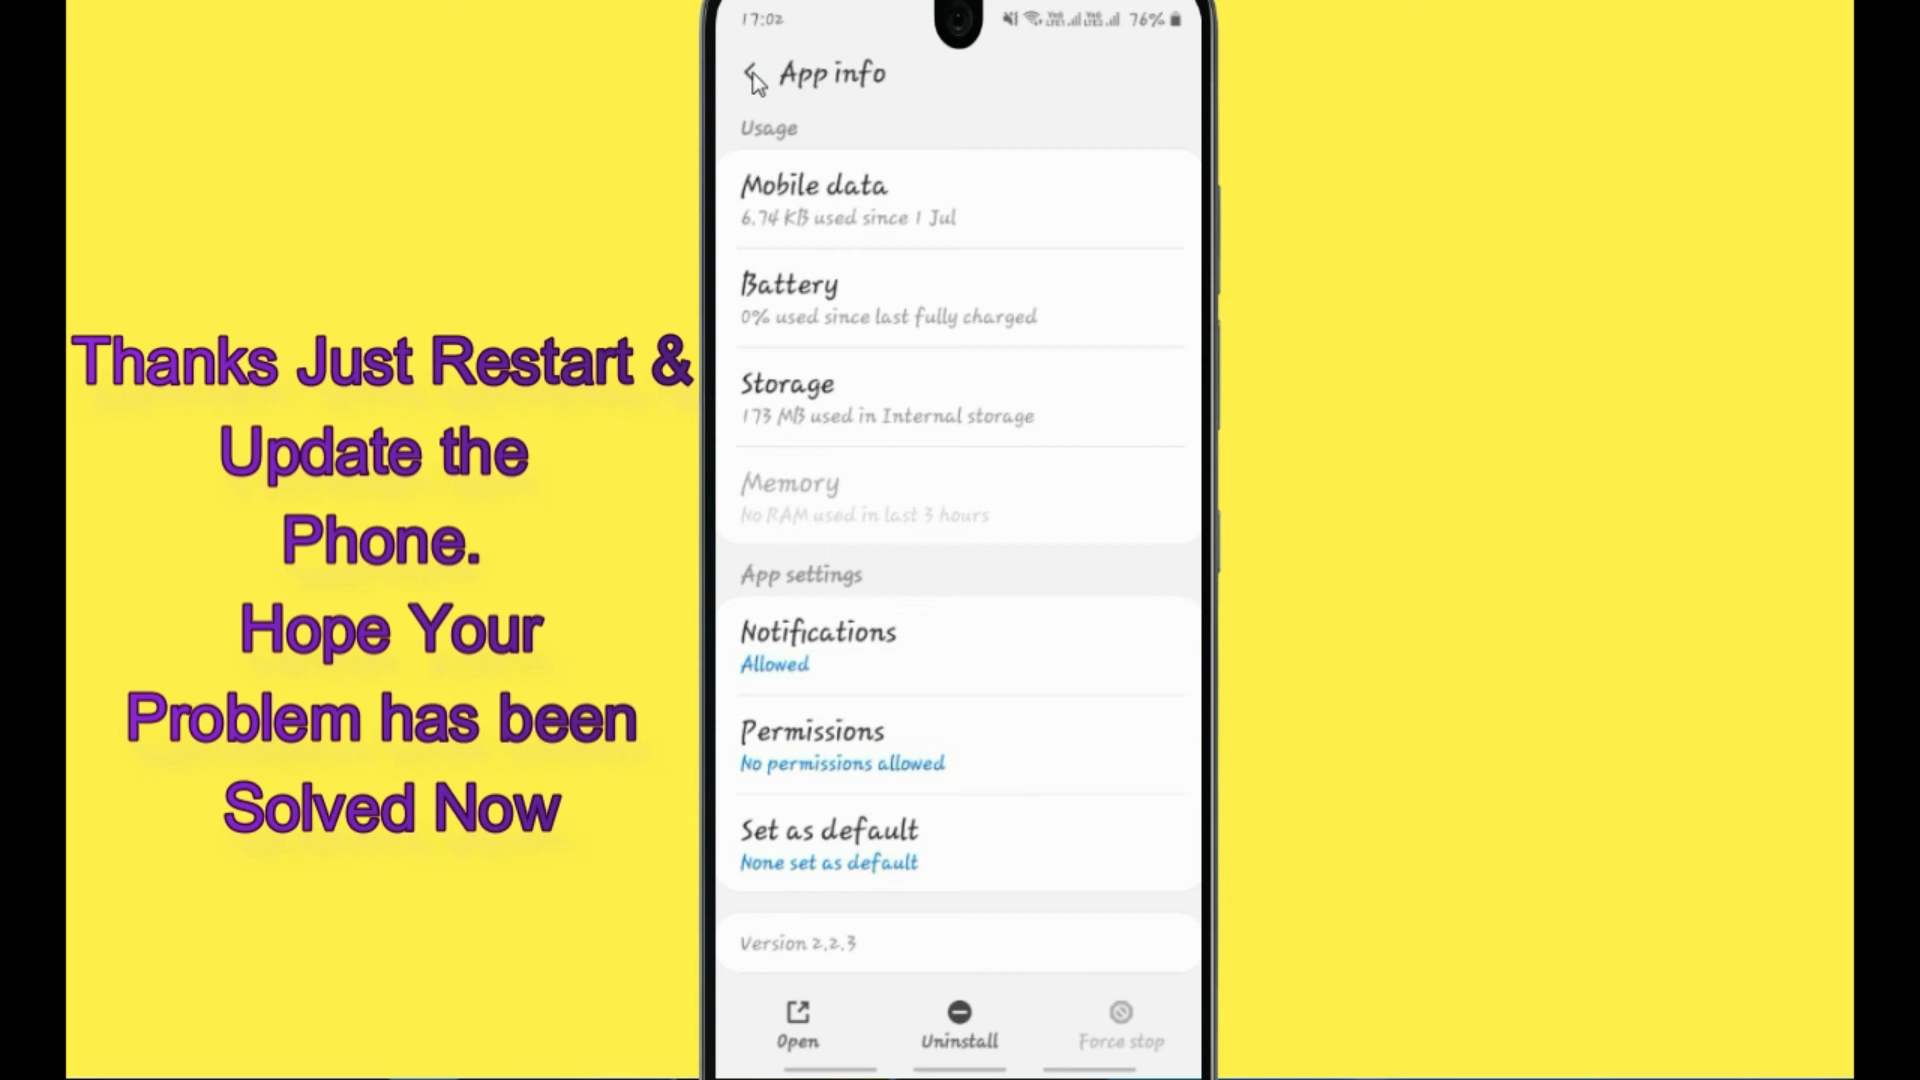 Thanks Just Restart &
Update the
Phone.
Hope Your
Problem has been
Solved Now
17:02
76%
App info
Usage
Mobile data
6.74 KB used since 1 Jul
Battery
0% used since last fully charged
Storage
173 MB used in Internal storage
Memory
No RAM used in last 3 hours
App settings
Notifications
Allowed
Permissions
No permissions allowed
Set as default
None set as default
Version 2.2.3
Open
Uninstall
Force stop